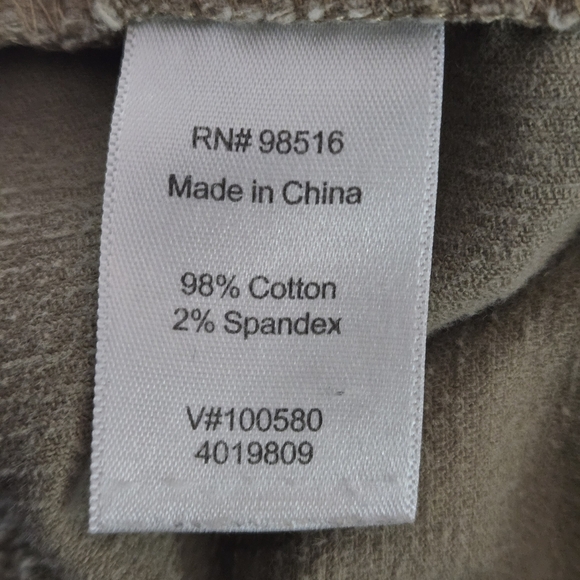 RN# 98516
Made in China
98% Cotton
2% Spandex
V#100580
4019809